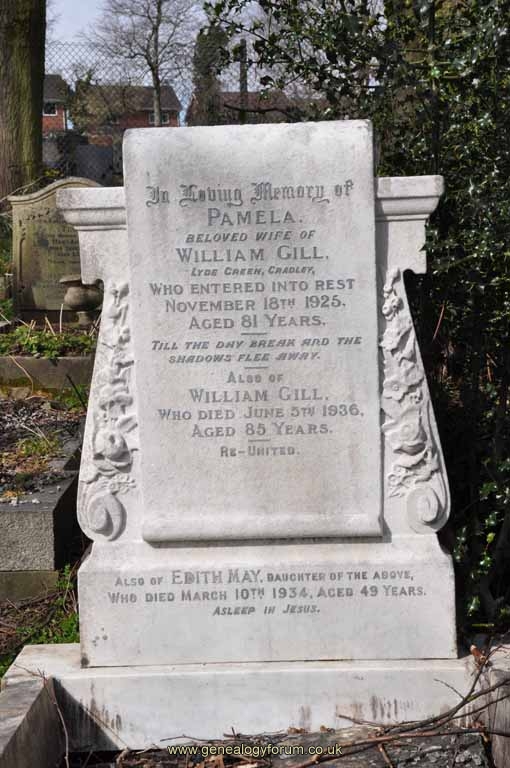 In Loving Memory of
PAMELA.
BELOVED WIFE OF
WILLIAM GILL,
LYDE GREEN, CRADLEY,
WHO ENTERED INTO REST
NOVEMBER 18TH 1925.
AGED 81 YEARS.
TILL THE DAY BREAK AND THE
SHADOWS FLEE AWAY.
ALSO OF
WILLIAM GILL.
WHO DIED JUNE 5TH 1936,
AGED 85 YEARS.
RE-UNITED.
ALSO OF EDITH MAY, DAUGHTER OF THE ABOVE,
WHO DIED MARCH 10TH 1934, AGED 49 YEARS.
ASLEEP IN JESUS.
www.genealogyforum.co.uk